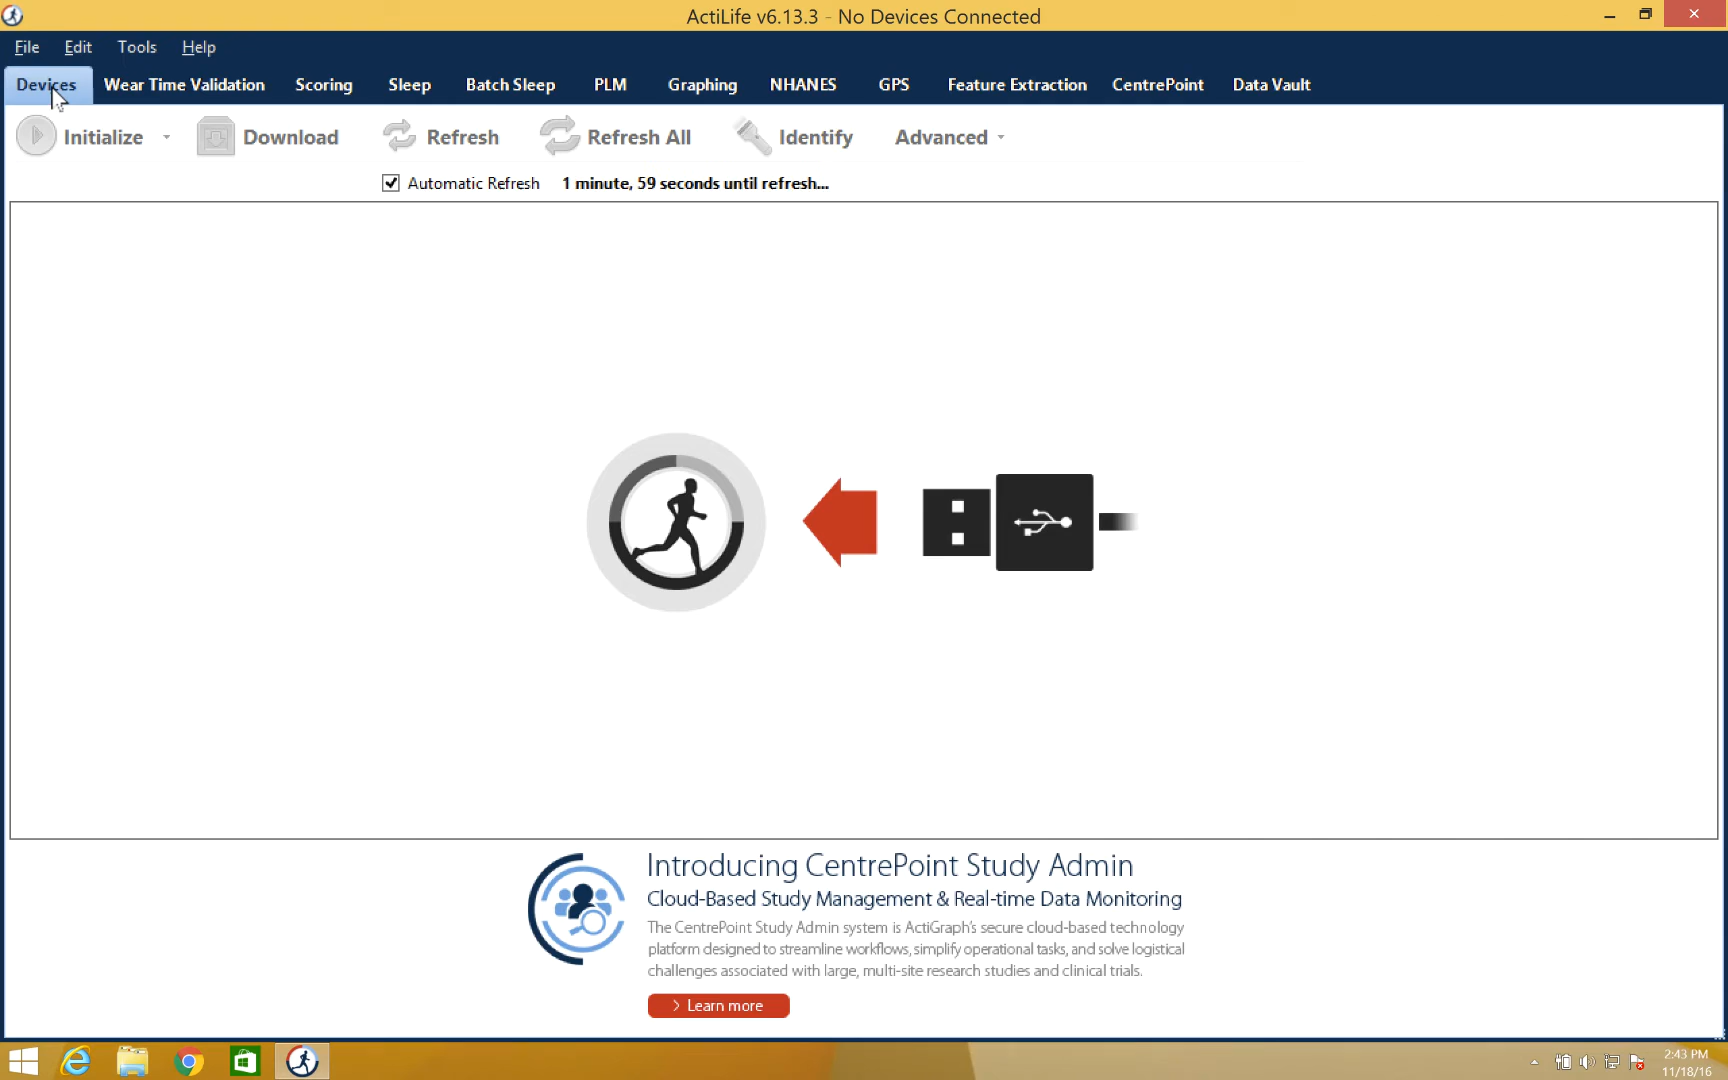 ActiLife v6.13.3 - No Devices Connected
File Edit Tools Help
Devices Wear Time Validation Scoring Sleep Batch Sleep PLM Graphing NHANES GPS Feature Extraction CentrePoint Data Vault
Initialize Download Refresh Refresh All Identify Advanced
Automatic Refresh 1 minute, 59 seconds until refresh...
Introducing CentrePoint Study Admin
Cloud-Based Study Management & Real-time Data Monitoring
The CentrePoint Study Admin system is ActiGraph's secure cloud-based technology
platform designed to streamline workflows, simplify operational tasks, and solve logistical
challenges associated with large, multi-site research studies and clinical trials.
> Learn more
2:43 PM
11/18/16